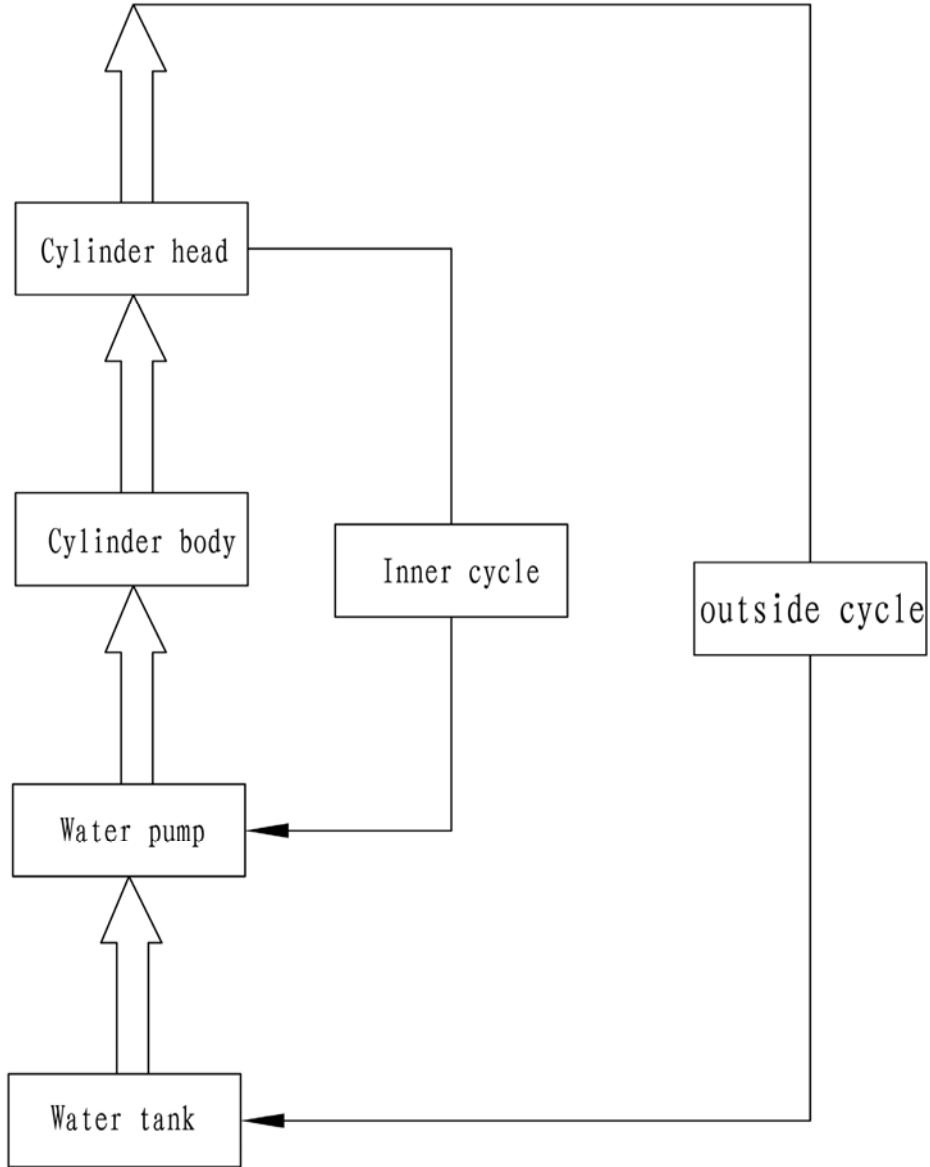 Cylinder head
Cylinder body
Inner cycle
outside cycle
Water pump
Water tank